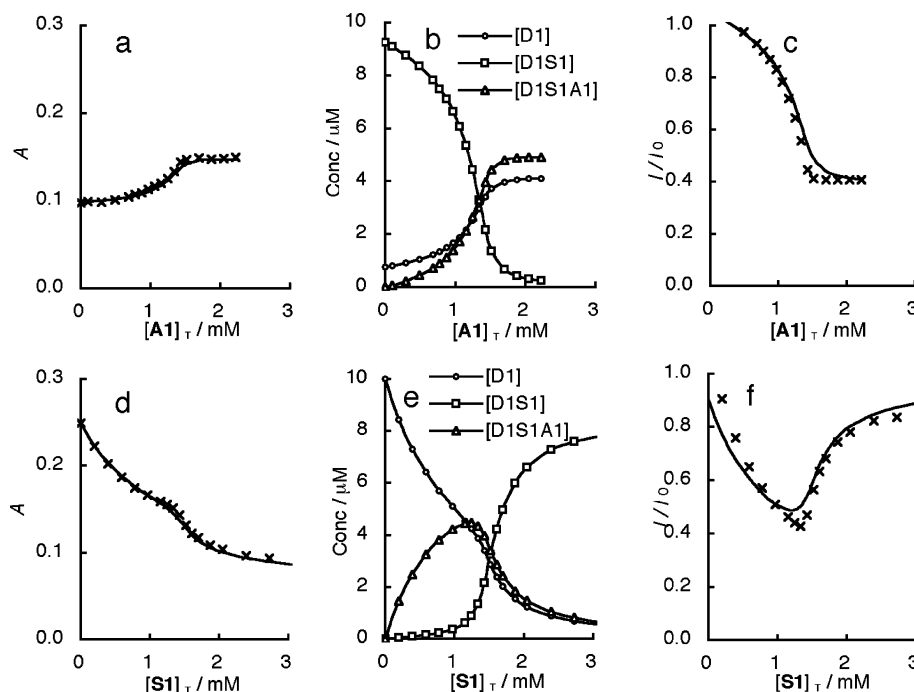 a
A
0.3
0.2
0.1
0.0
0 1 2 3
[A1]T / mM
b
[D1]
[D1S1]
[D1S1A1]
Conc / μM
10
8
6
4
2
0
0 1 2 3
[A1]T / mM
c
I / I0
1.0
0.8
0.6
0.4
0.2
0.0
0 1 2 3
[A1]T / mM
d
A
0.3
0.2
0.1
0.0
0 1 2 3
[S1]T / mM
e
[D1]
[D1S1]
[D1S1A1]
Conc / μM
10
8
6
4
2
0
0 1 2 3
[S1]T / mM
f
I / I0
1.0
0.8
0.6
0.4
0.2
0.0
0 1 2 3
[S1]T / mM